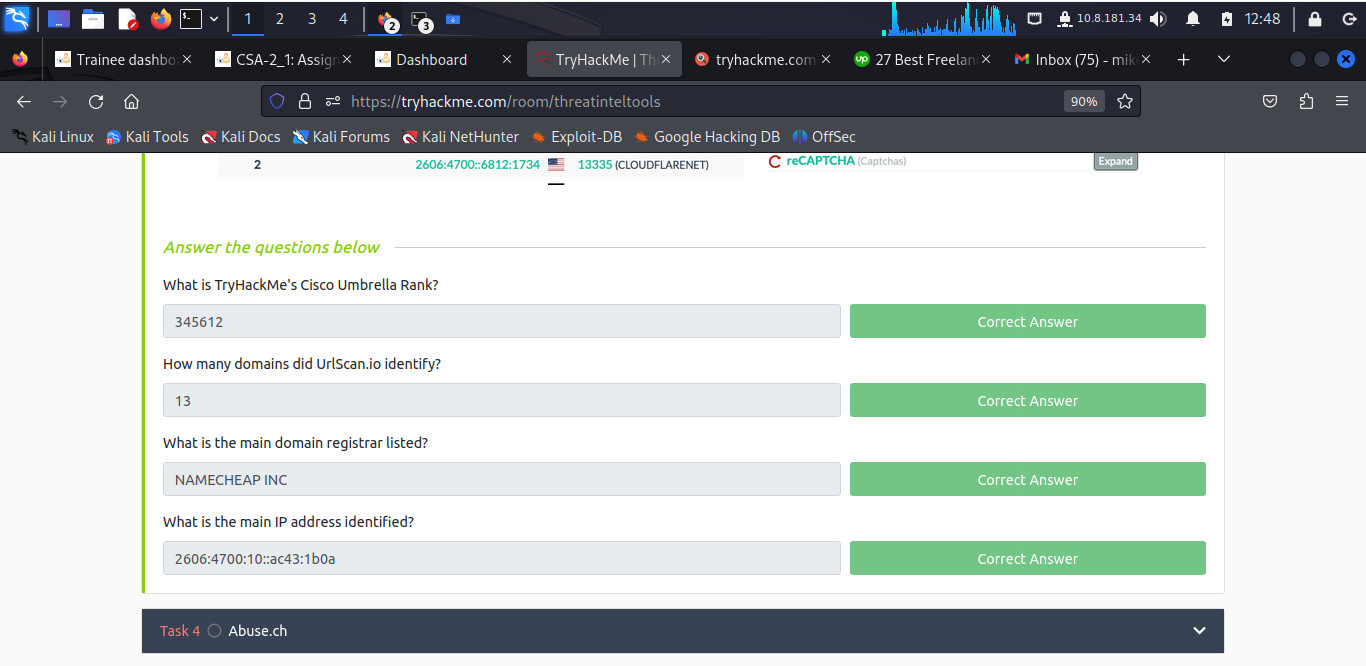 1 2 3 4 2 3 10.8.181.34 12:48
Trainee dashbo CSA-2_1: Assign Dashboard TryHackMe | Th tryhackme.com 27 Best Freelan Inbox (75) - mik
https://tryhackme.com/room/threatinteltools 90%
Kali Linux Kali Tools Kali Docs Kali Forums Kali NetHunter Exploit-DB Google Hacking DB OffSec
2 2606:4700::6812:1734 13335 (CLOUDFLARENET) reCAPTCHA (Captchas) Expand
Answer the questions below
What is TryHackMe's Cisco Umbrella Rank?
345612 Correct Answer
How many domains did UrlScan.io identify?
13 Correct Answer
What is the main domain registrar listed?
NAMECHEAP INC Correct Answer
What is the main IP address identified?
2606:4700:10::ac43:1b0a Correct Answer
Task 4 Abuse.ch